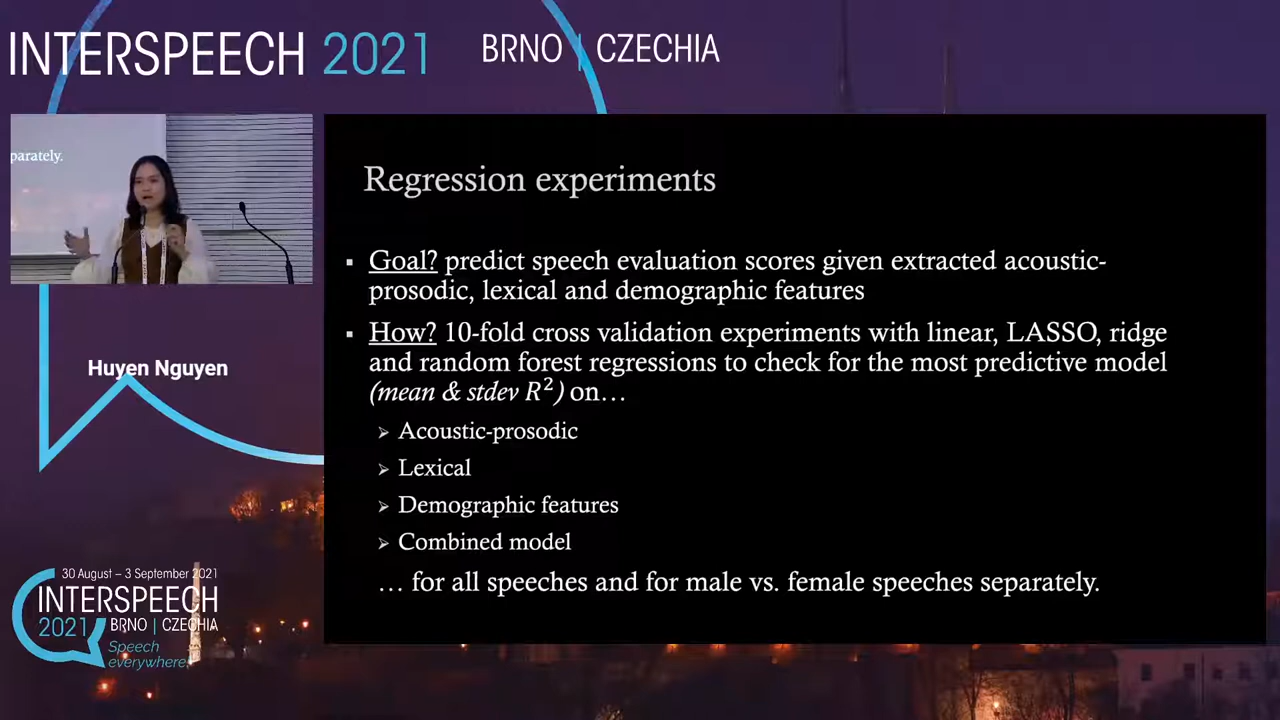 INTERSPEECH 2021
BRNO | CZECHIA
parately.
Huyen Nguyen
Regression experiments
▪ Goal? predict speech evaluation scores given extracted acoustic-
prosodic, lexical and demographic features
▪ How? 10-fold cross validation experiments with linear, LASSO, ridge
and random forest regressions to check for the most predictive model
(mean & stdev R²) on…
➢ Acoustic-prosodic
➢ Lexical
➢ Demographic features
➢ Combined model
… for all speeches and for male vs. female speeches separately.
30 August – 3 September 2021
INTERSPEECH
2021 BRNO | CZECHIA
Speech
everywhere!